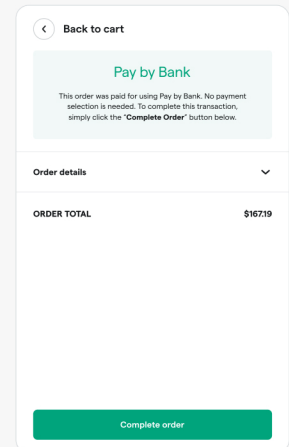 Back to cart
Pay by Bank
This order was paid for using Pay by Bank. No payment
selection is needed. To complete this transaction,
simply click the "Complete Order" button below.
Order details
ORDER TOTAL $167.19
Complete order